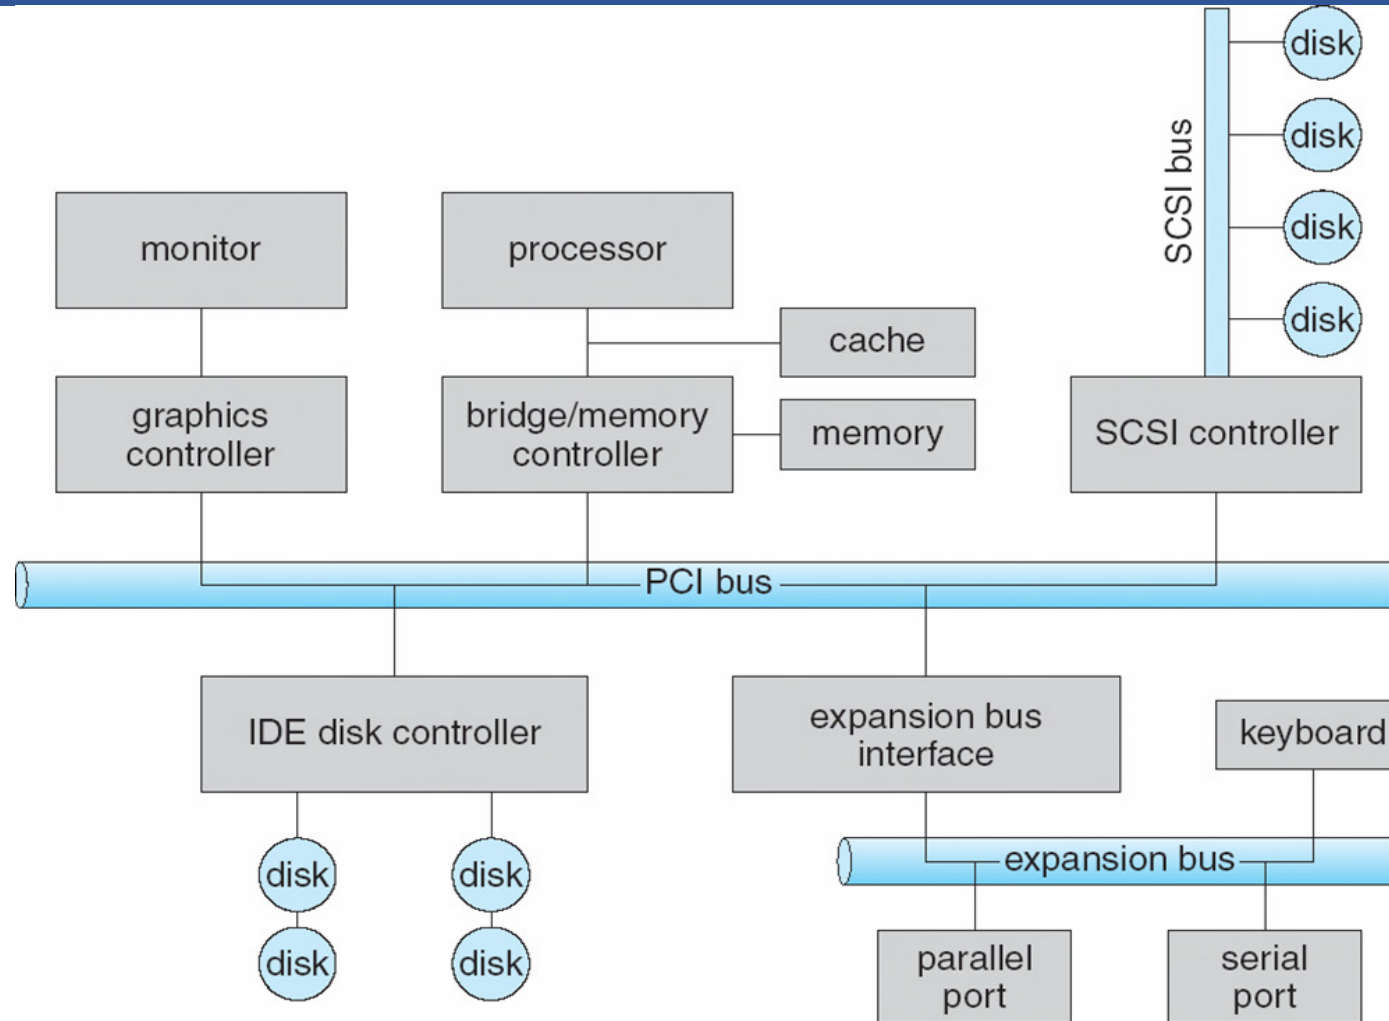 disk
disk
SCSI bus
disk
disk
monitor
processor
cache
graphics
controller
bridge/memory
controller
memory
SCSI controller
PCI bus
IDE disk controller
expansion bus
interface
keyboard
disk
disk
expansion bus
disk
disk
parallel
port
serial
port